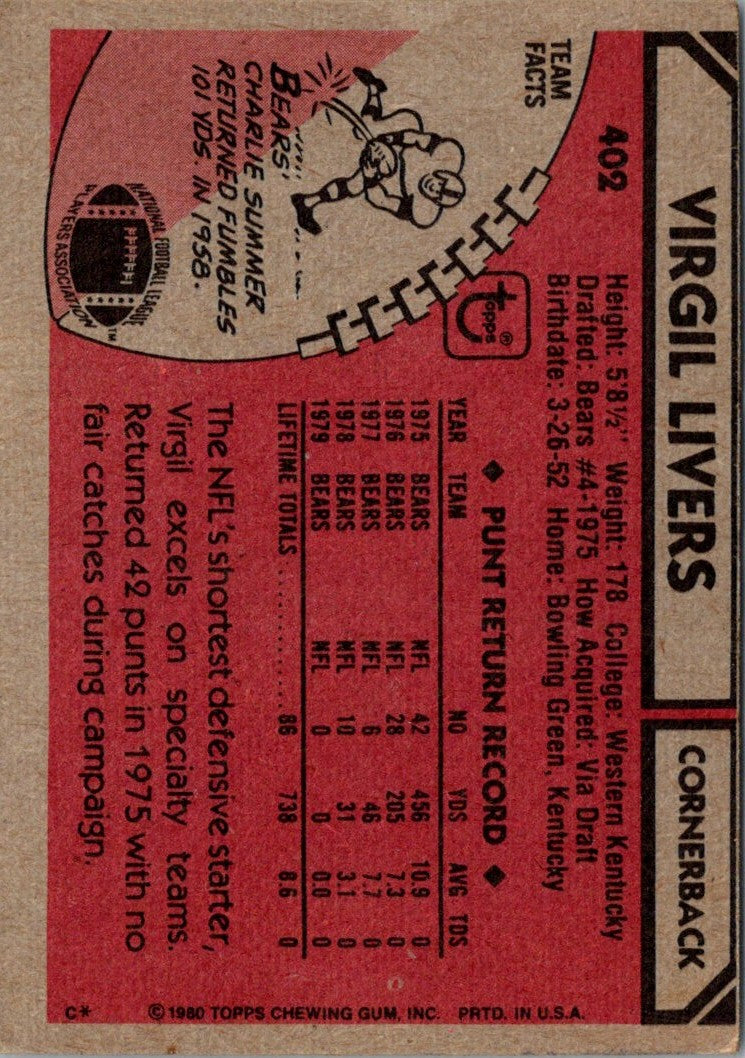 VIRGIL LIVERS
CORNERBACK
402
Height: 5'8½" Weight: 178 College: Western Kentucky
Drafted: Bears #4-1975 How Acquired: Via Draft
Birthdate: 3-26-52 Home: Bowling Green, Kentucky
TEAM
FACTS
topps®
BEARS'
CHARLIE SUMMER
RETURNED FUMBLES
101 YDS. IN 1958.
NATIONAL FOOTBALL LEAGUE
PLAYERS ASSOCIATION™
◆ PUNT RETURN RECORD ◆
YEAR TEAM NO YDS AVG TDS
1975 BEARS NFL 42 456 10.9 0
1976 BEARS NFL 28 205 7.3 0
1977 BEARS NFL 6 46 7.7 0
1978 BEARS NFL 10 31 3.1 0
1979 BEARS NFL 0 0 0.0 0
LIFETIME TOTALS .............. 86 738 8.6 0
The NFL's shortest defensive starter,
Virgil excels on specialty teams.
Returned 42 punts in 1975 with no
fair catches during campaign.
C* ©1980 TOPPS CHEWING GUM, INC. PRTD. IN U.S.A.